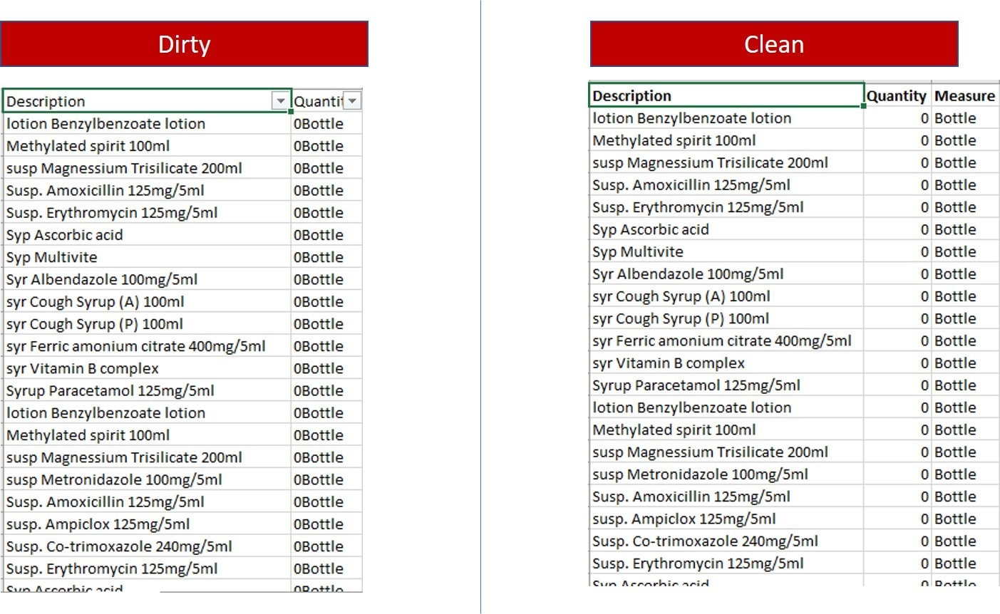 Dirty
Description Quantit
lotion Benzylbenzoate lotion 0Bottle
Methylated spirit 100ml 0Bottle
susp Magnessium Trisilicate 200ml 0Bottle
Susp. Amoxicillin 125mg/5ml 0Bottle
Susp. Erythromycin 125mg/5ml 0Bottle
Syp Ascorbic acid 0Bottle
Syp Multivite 0Bottle
Syr Albendazole 100mg/5ml 0Bottle
syr Cough Syrup (A) 100ml 0Bottle
syr Cough Syrup (P) 100ml 0Bottle
syr Ferric amonium citrate 400mg/5ml 0Bottle
syr Vitamin B complex 0Bottle
Syrup Paracetamol 125mg/5ml 0Bottle
lotion Benzylbenzoate lotion 0Bottle
Methylated spirit 100ml 0Bottle
susp Magnessium Trisilicate 200ml 0Bottle
susp Metronidazole 100mg/5ml 0Bottle
Susp. Amoxicillin 125mg/5ml 0Bottle
susp. Ampiclox 125mg/5ml 0Bottle
Susp. Co-trimoxazole 240mg/5ml 0Bottle
Susp. Erythromycin 125mg/5ml 0Bottle
Syp Ascorbic acid 0Bottle
Clean
Description Quantity Measure
lotion Benzylbenzoate lotion 0 Bottle
Methylated spirit 100ml 0 Bottle
susp Magnessium Trisilicate 200ml 0 Bottle
Susp. Amoxicillin 125mg/5ml 0 Bottle
Susp. Erythromycin 125mg/5ml 0 Bottle
Syp Ascorbic acid 0 Bottle
Syp Multivite 0 Bottle
Syr Albendazole 100mg/5ml 0 Bottle
syr Cough Syrup (A) 100ml 0 Bottle
syr Cough Syrup (P) 100ml 0 Bottle
syr Ferric amonium citrate 400mg/5ml 0 Bottle
syr Vitamin B complex 0 Bottle
Syrup Paracetamol 125mg/5ml 0 Bottle
lotion Benzylbenzoate lotion 0 Bottle
Methylated spirit 100ml 0 Bottle
susp Magnessium Trisilicate 200ml 0 Bottle
susp Metronidazole 100mg/5ml 0 Bottle
Susp. Amoxicillin 125mg/5ml 0 Bottle
susp. Ampiclox 125mg/5ml 0 Bottle
Susp. Co-trimoxazole 240mg/5ml 0 Bottle
Susp. Erythromycin 125mg/5ml 0 Bottle
Syp Ascorbic acid 0 Bottle